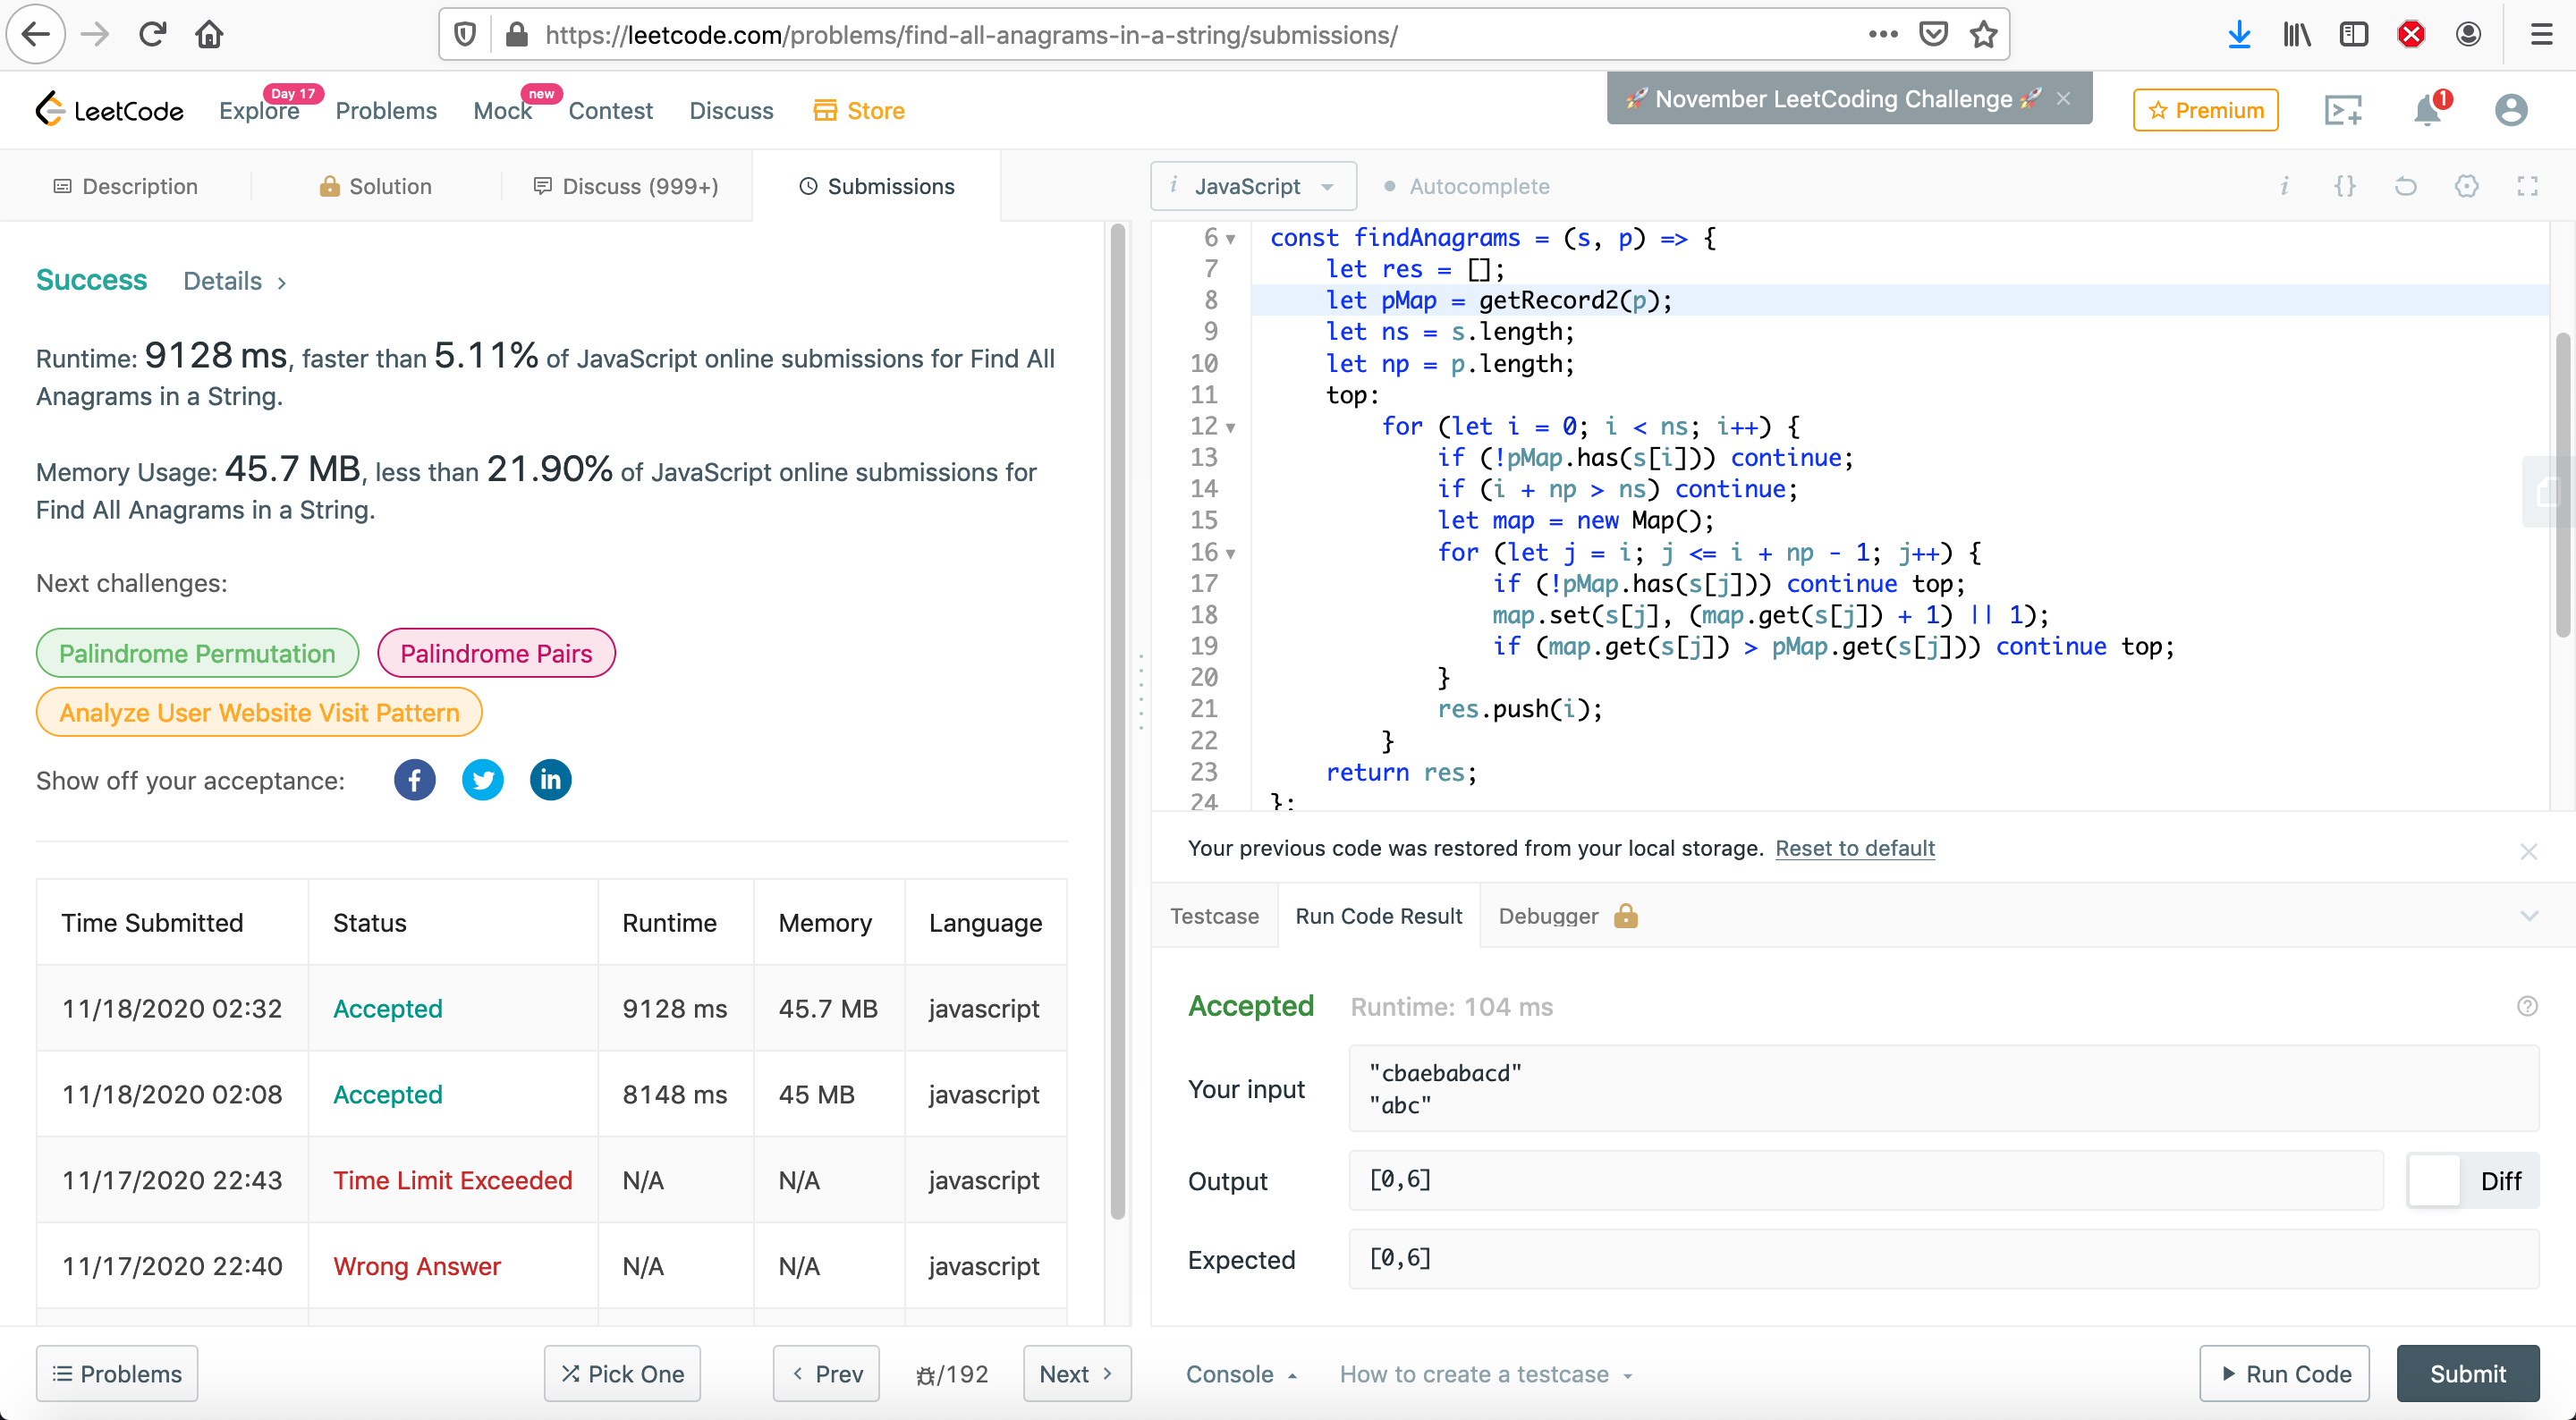 https://leetcode.com/problems/find-all-anagrams-in-a-string/submissions/
LeetCode
Explore
Day 17
Problems
Mock
new
Contest
Discuss
Store
🚀 November LeetCoding Challenge 🚀 ×
Premium
1
Description
Solution
Discuss (999+)
Submissions
i JavaScript
Autocomplete
i {}
Success Details >
Runtime: 9128 ms, faster than 5.11% of JavaScript online submissions for Find All
Anagrams in a String.
Memory Usage: 45.7 MB, less than 21.90% of JavaScript online submissions for
Find All Anagrams in a String.
Next challenges:
Palindrome Permutation
Palindrome Pairs
Analyze User Website Visit Pattern
Show off your acceptance:
f
in
Time Submitted Status Runtime Memory Language
11/18/2020 02:32 Accepted 9128 ms 45.7 MB javascript
11/18/2020 02:08 Accepted 8148 ms 45 MB javascript
11/17/2020 22:43 Time Limit Exceeded N/A N/A javascript
11/17/2020 22:40 Wrong Answer N/A N/A javascript
6 const findAnagrams = (s, p) => {
7 let res = [];
8 let pMap = getRecord2(p);
9 let ns = s.length;
10 let np = p.length;
11 top:
12 for (let i = 0; i < ns; i++) {
13 if (!pMap.has(s[i])) continue;
14 if (i + np > ns) continue;
15 let map = new Map();
16 for (let j = i; j <= i + np - 1; j++) {
17 if (!pMap.has(s[j])) continue top;
18 map.set(s[j], (map.get(s[j]) + 1) || 1);
19 if (map.get(s[j]) > pMap.get(s[j])) continue top;
20 }
21 res.push(i);
22 }
23 return res;
24 };
Your previous code was restored from your local storage. Reset to default
Testcase
Run Code Result
Debugger
Accepted Runtime: 104 ms
Your input
"cbaebabacd"
"abc"
Output
[0,6]
Diff
Expected
[0,6]
Problems
Pick One
Prev
/192
Next
Console
How to create a testcase
Run Code
Submit